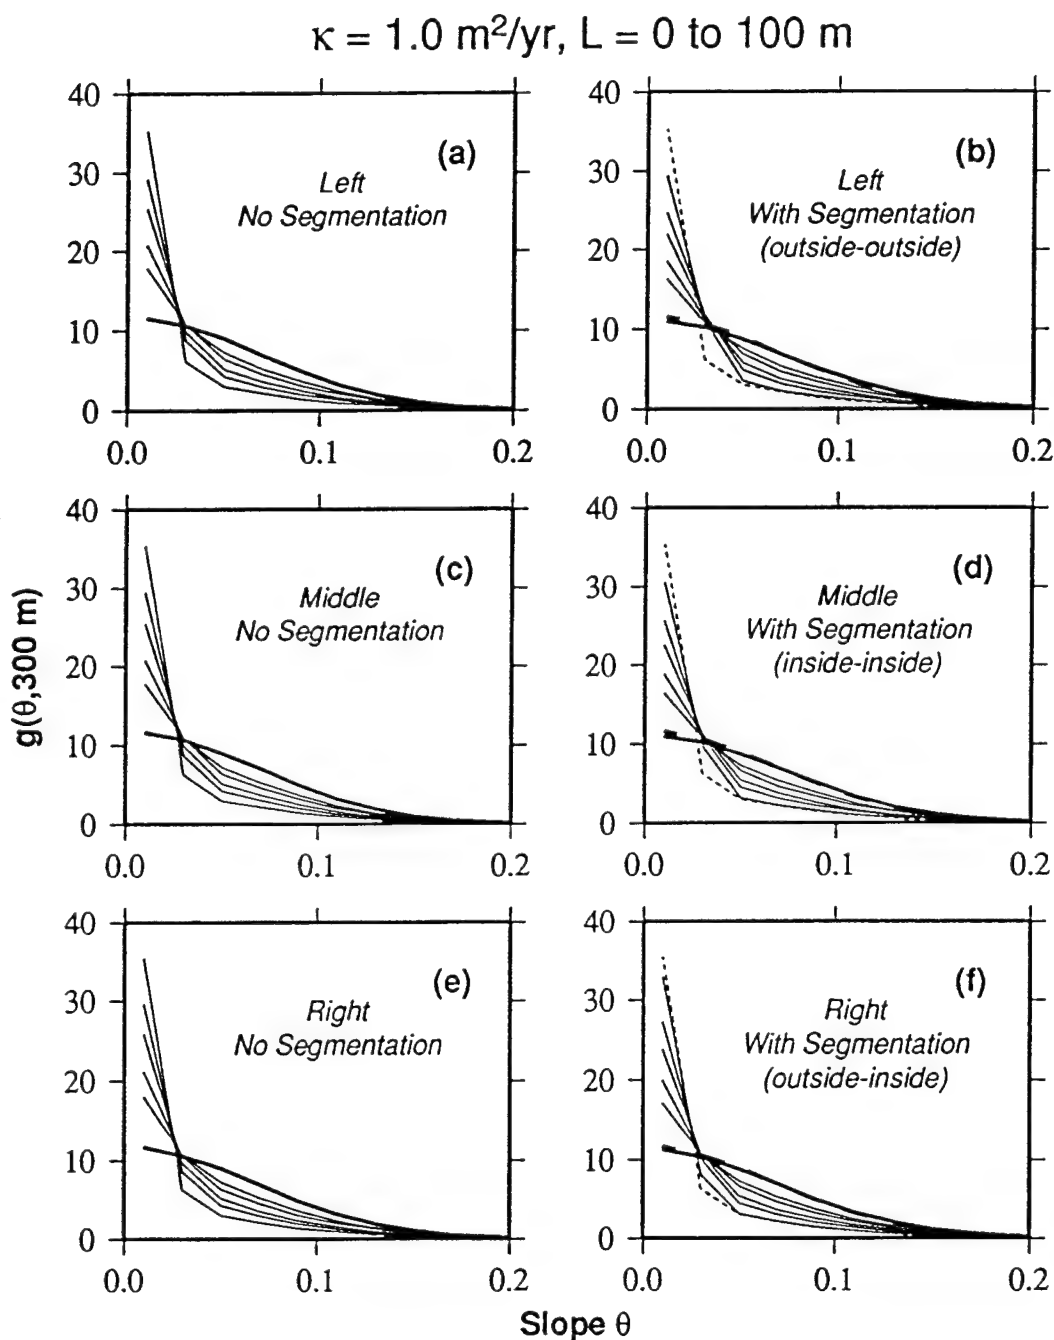 κ = 1.0 m²/yr, L = 0 to 100 m
40
30
20
10
0
0.0
0.1
0.2
(a)
Left
No Segmentation
40
30
20
10
0
0.0
0.1
0.2
(b)
Left
With Segmentation
(outside-outside)
g(θ,300 m)
40
30
20
10
0
0.0
0.1
0.2
(c)
Middle
No Segmentation
40
30
20
10
0
0.0
0.1
0.2
(d)
Middle
With Segmentation
(inside-inside)
40
30
20
10
0
0.0
0.1
0.2
(e)
Right
No Segmentation
40
30
20
10
0
0.0
0.1
0.2
(f)
Right
With Segmentation
(outside-inside)
Slope θ